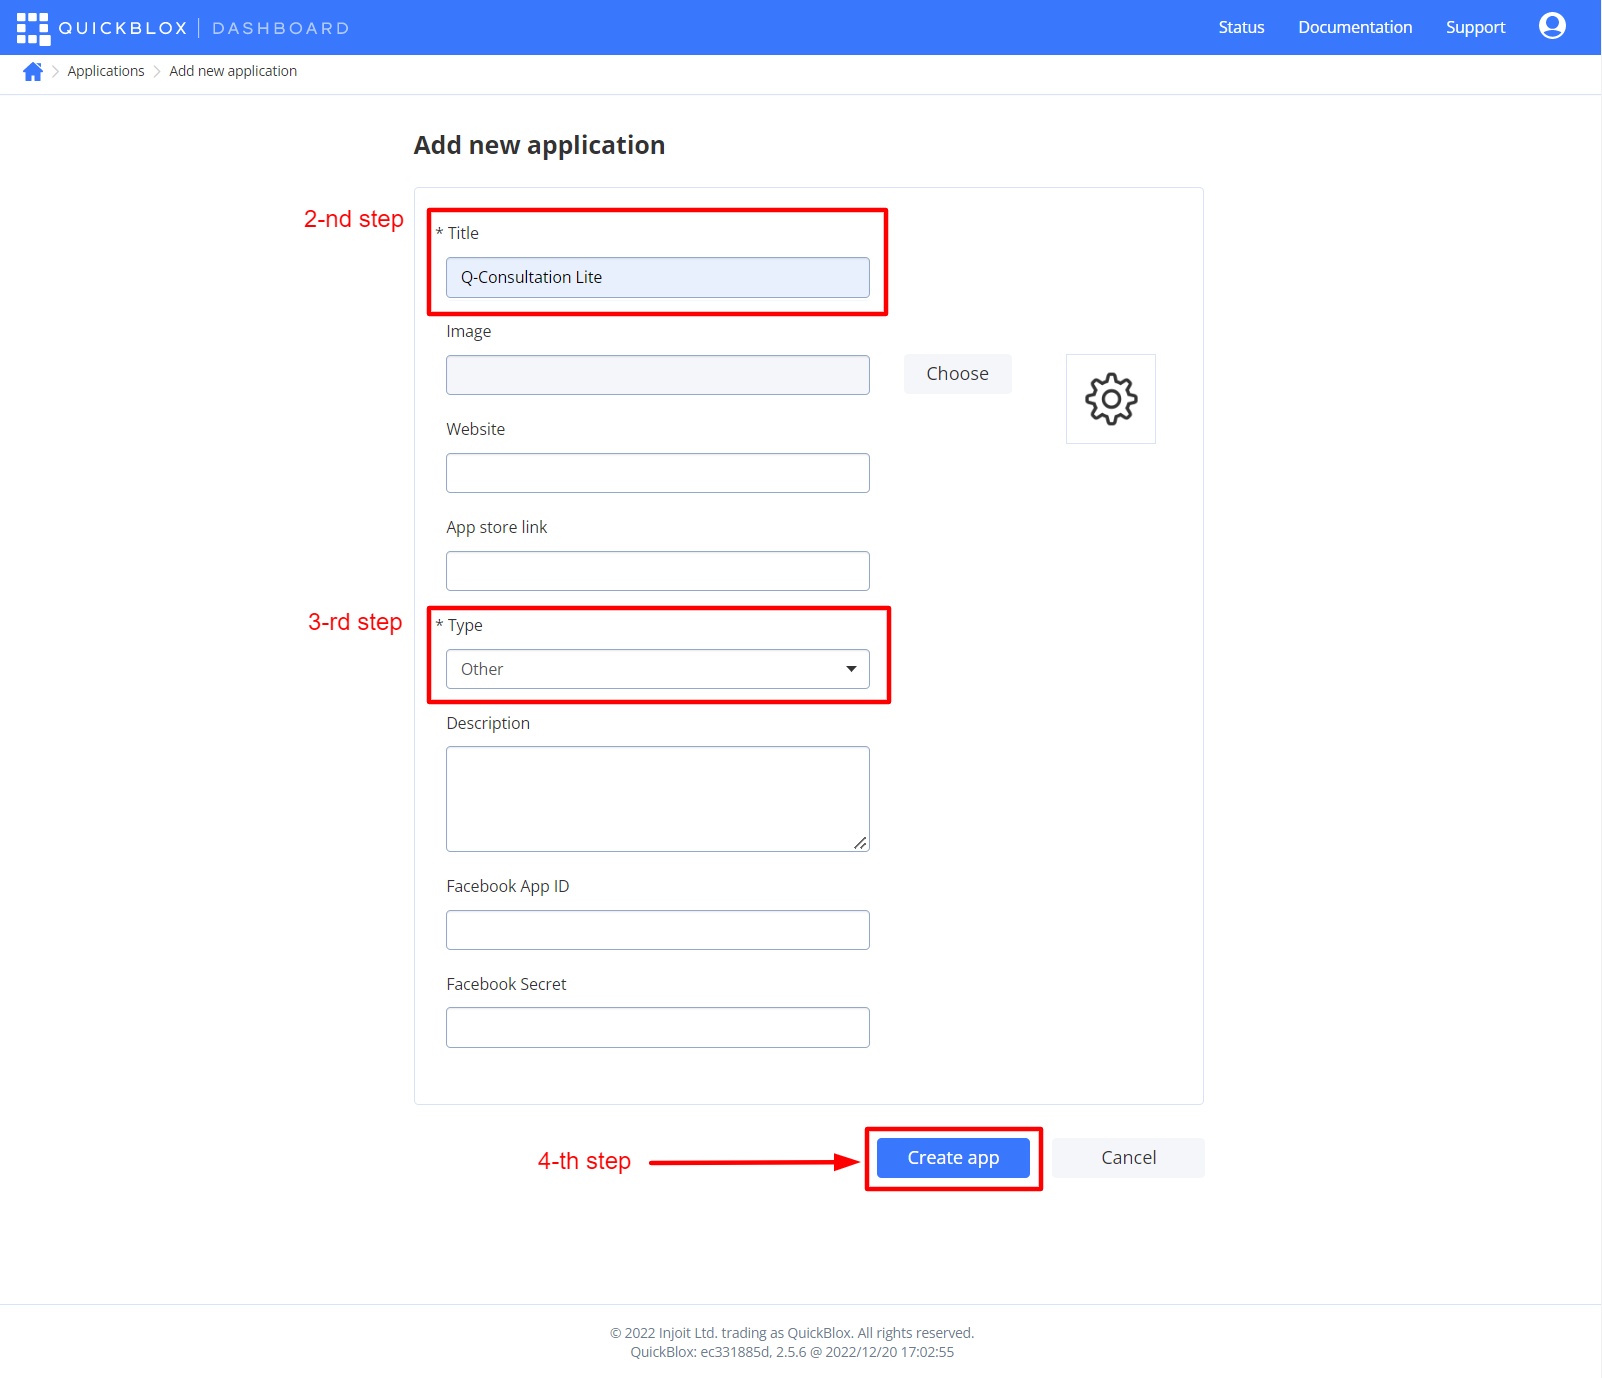 QUICKBLOX | DASHBOARD
Status Documentation Support
Applications > Add new application
Add new application
2-nd step
* Title
Q-Consultation Lite
Image
Choose
Website
App store link
3-rd step
* Type
Other
Description
Facebook App ID
Facebook Secret
4-th step
Create app
Cancel
© 2022 Injoit Ltd. trading as QuickBlox. All rights reserved.
QuickBlox: ec331885d, 2.5.6 @ 2022/12/20 17:02:55